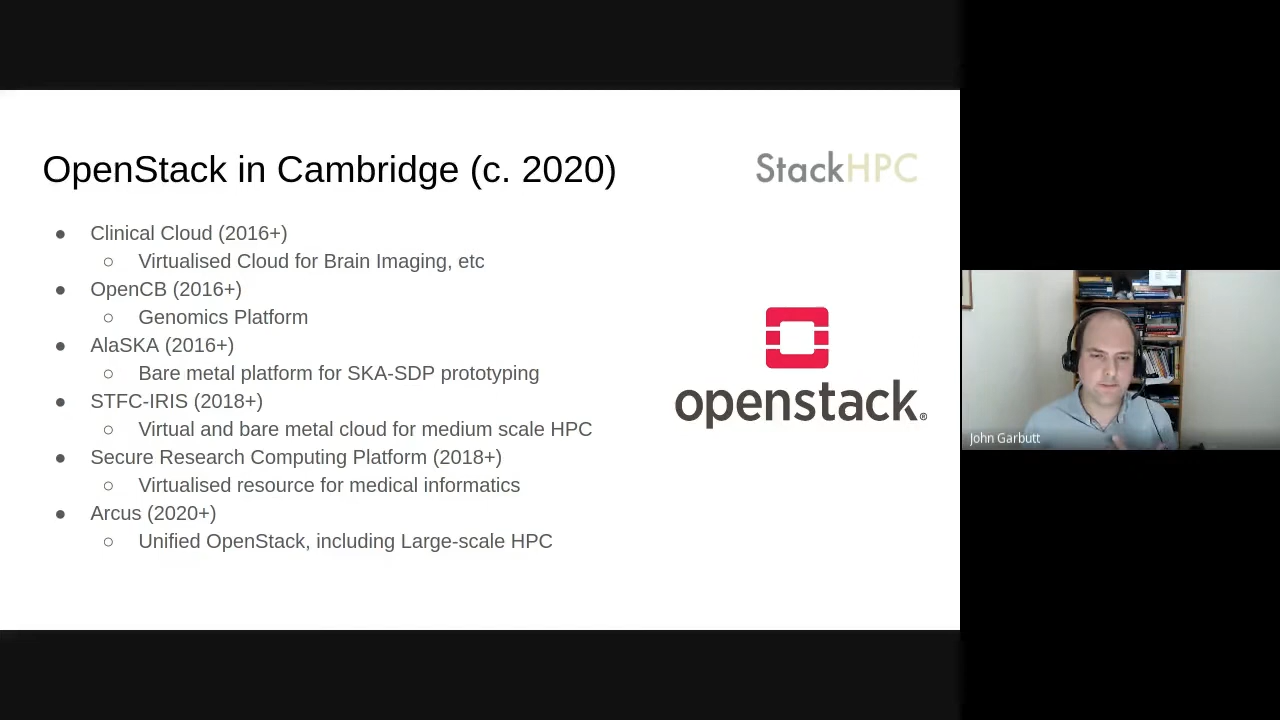 OpenStack in Cambridge (c. 2020)
StackHPC
● Clinical Cloud (2016+)
○ Virtualised Cloud for Brain Imaging, etc
● OpenCB (2016+)
○ Genomics Platform
● AlaSKA (2016+)
○ Bare metal platform for SKA-SDP prototyping
● STFC-IRIS (2018+)
○ Virtual and bare metal cloud for medium scale HPC
● Secure Research Computing Platform (2018+)
○ Virtualised resource for medical informatics
● Arcus (2020+)
○ Unified OpenStack, including Large-scale HPC
openstack®
John Garbutt